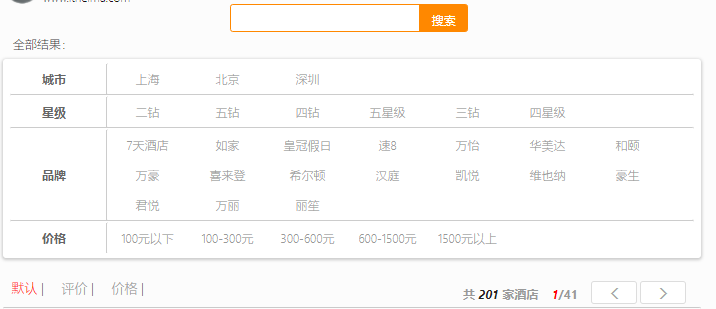 搜索
全部结果：
城市 上海 北京 深圳
星级 二钻 五钻 四钻 五星级 三钻 四星级
7天酒店 如家 皇冠假日 速8 万怡 华美达 和颐
品牌 万豪 喜来登 希尔顿 汉庭 凯悦 维也纳 豪生
君悦 万丽 丽笙
价格 100元以下 100-300元 300-600元 600-1500元 1500元以上
默认 | 评价 | 价格 | 共 201 家酒店 1/41 < >